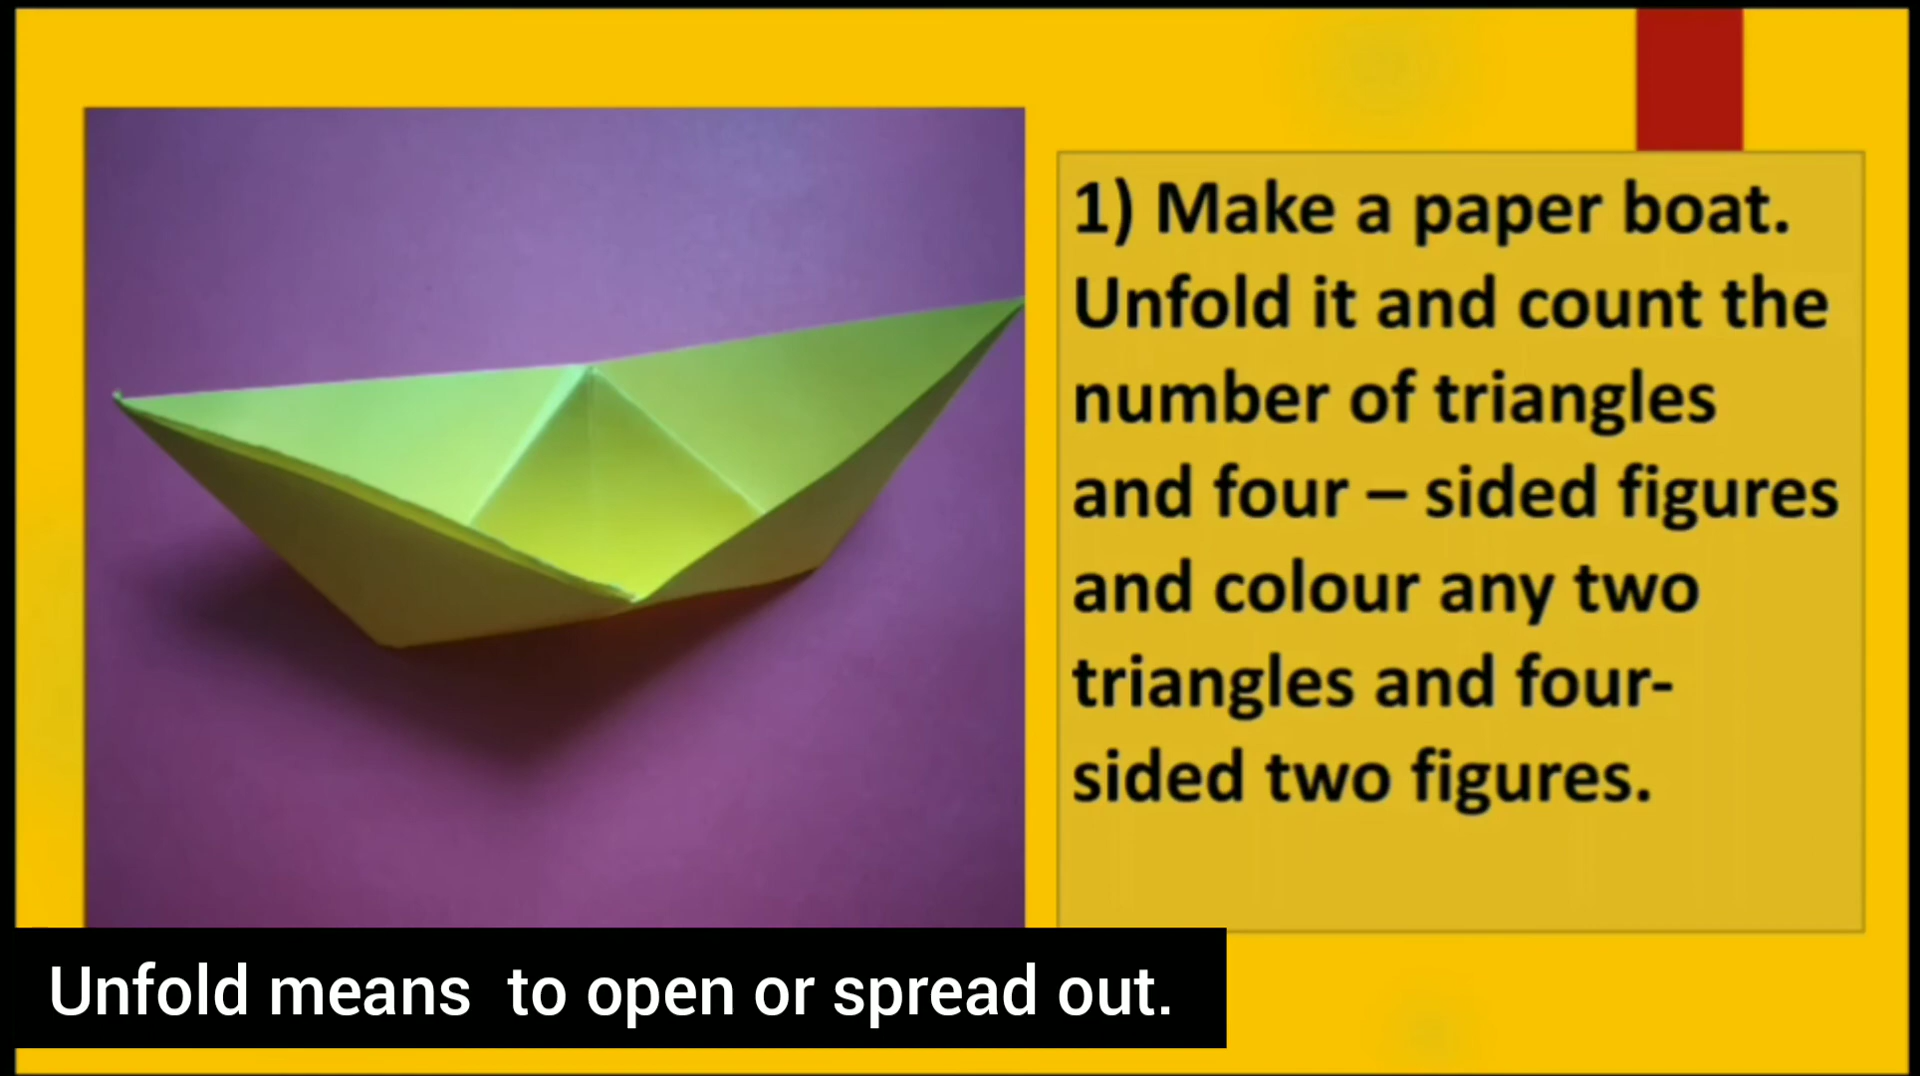 1) Make a paper boat.
Unfold it and count the
number of triangles
and four – sided figures
and colour any two
triangles and four-
sided two figures.
Unfold means  to open or spread out.